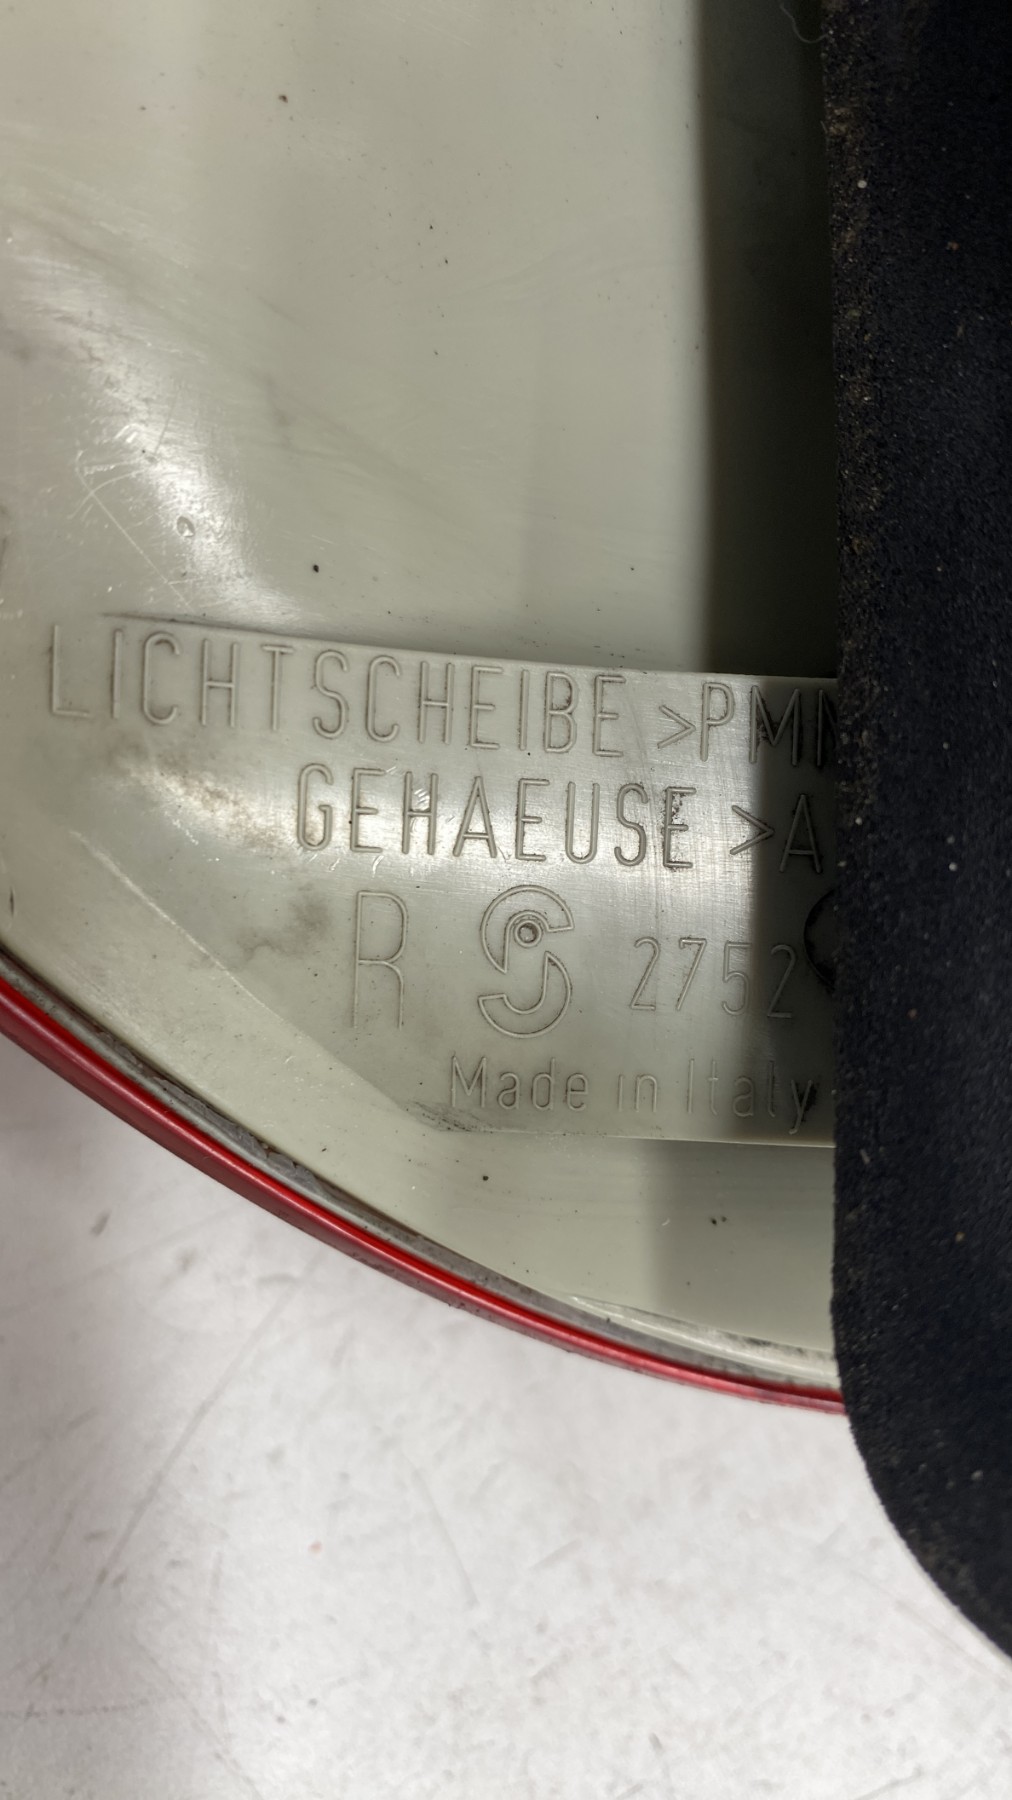 LICHTSCHEIBE >PM
GEHAEUSE >A
R 2752
Made in Italy